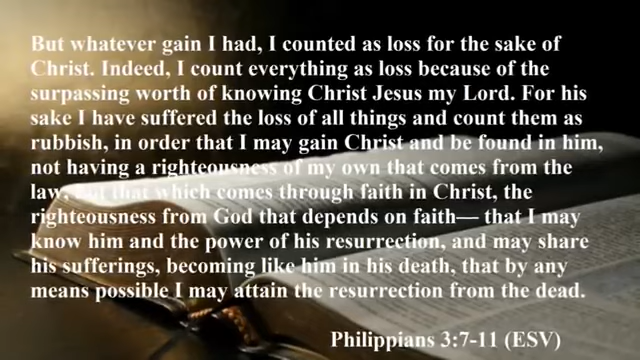 But whatever gain I had, I counted as loss for the sake of
Christ. Indeed, I count everything as loss because of the
surpassing worth of knowing Christ Jesus my Lord. For his
sake I have suffered the loss of all things and count them as
rubbish, in order that I may gain Christ and be found in him,
not having a righteousness of my own that comes from the
law, but that which comes through faith in Christ, the
righteousness from God that depends on faith— that I may
know him and the power of his resurrection, and may share
his sufferings, becoming like him in his death, that by any
means possible I may attain the resurrection from the dead.
Philippians 3:7-11 (ESV)